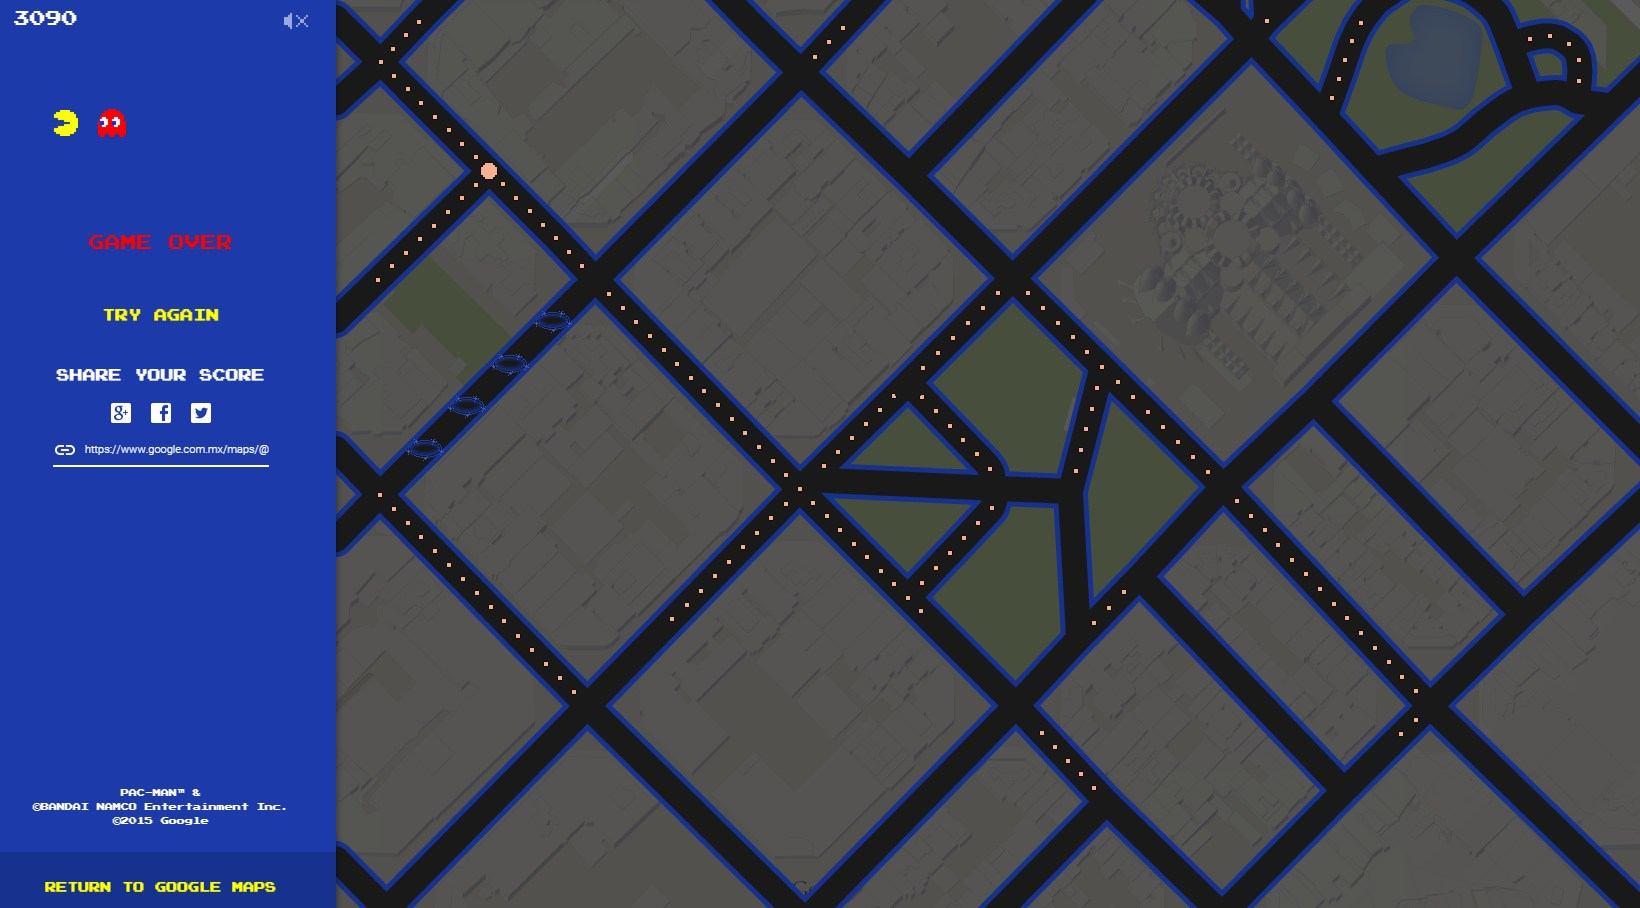 3090
GAME OVER
TRY AGAIN
SHARE YOUR SCORE
g+ f
https://www.google.com.mx/maps/@
PAC-MAN™ &
©BANDAI NAMCO Entertainment Inc.
©2015 Google
RETURN TO GOOGLE MAPS